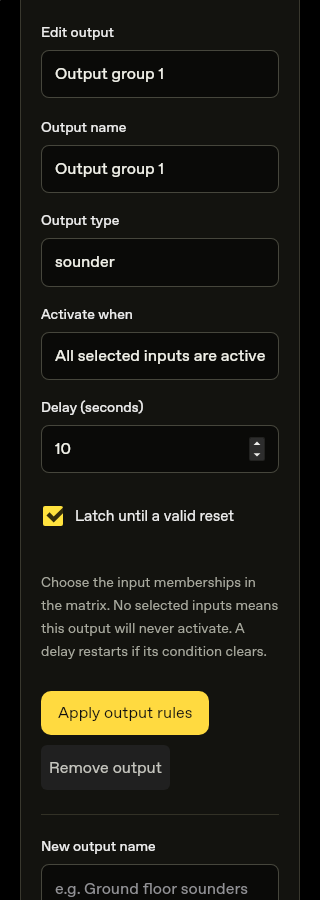 Edit output
Output group 1
Output name
Output group 1
Output type
sounder
Activate when
All selected inputs are active
Delay (seconds)
10
Latch until a valid reset
Choose the input memberships in
the matrix. No selected inputs means
this output will never activate. A
delay restarts if its condition clears.
Apply output rules
Remove output
New output name
e.g. Ground floor sounders